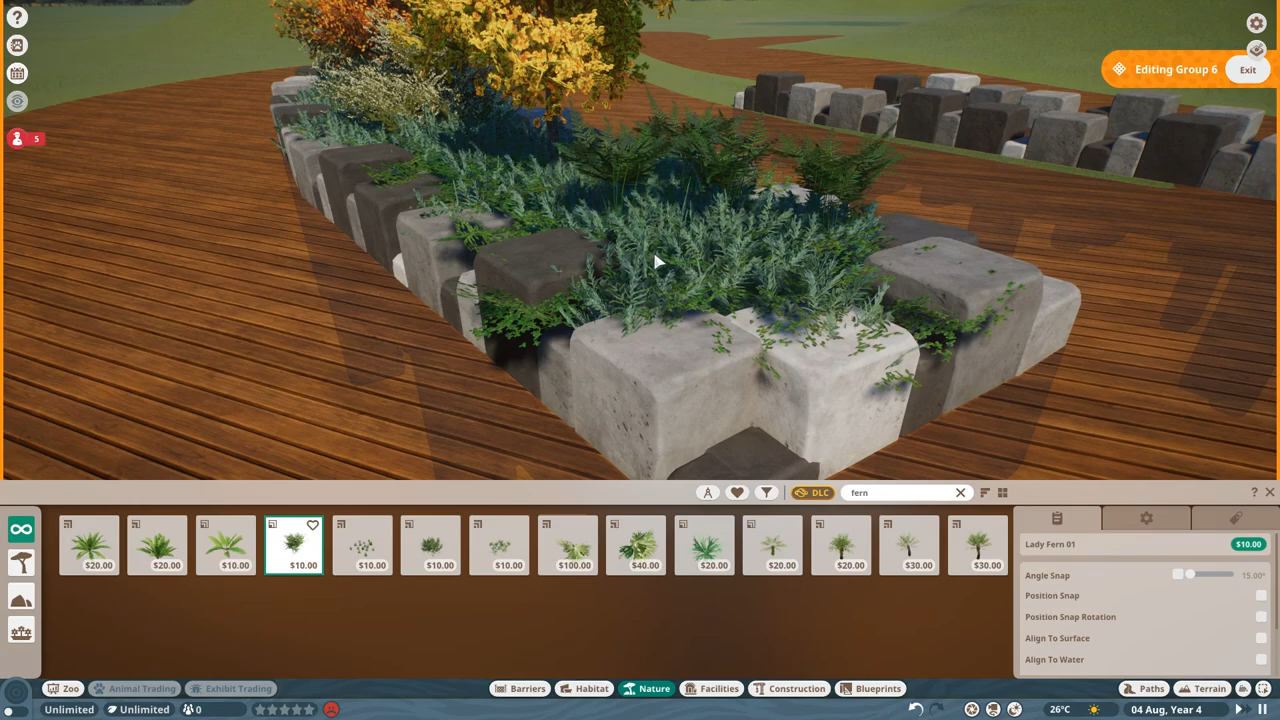 ?
Editing Group 6
Exit
5
DLC
fern
?
$20.00
$20.00
$10.00
$10.00
$10.00
$10.00
$10.00
$100.00
$40.00
$20.00
$20.00
$20.00
$30.00
$30.00
Lady Fern 01
$10.00
Angle Snap
15.00°
Position Snap
Position Snap Rotation
Align To Surface
Align To Water
Zoo
Animal Trading
Exhibit Trading
Barriers
Habitat
Nature
Facilities
Construction
Blueprints
Paths
Terrain
Unlimited
Unlimited
0
26°C
04 Aug, Year 4